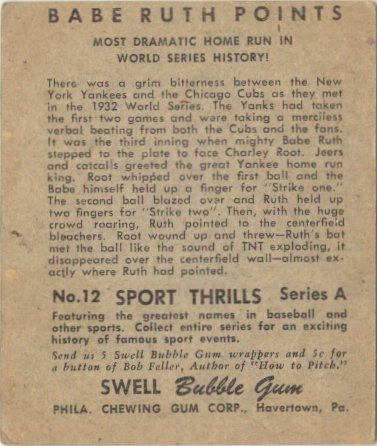 BABE RUTH POINTS
MOST DRAMATIC HOME RUN IN
WORLD SERIES HISTORY!
There was a grim bitterness between the New
York Yankees and the Chicago Cubs as they met
in the 1932 World Series. The Yanks had taken
the first two games and were taking a merciless
verbal beating from both the Cubs and the fans.
It was the third inning when mighty Babe Ruth
stepped to the plate to face Charley Root. Jeers
and catcalls greeted the great Yankee home run
king. Root whipped over the first ball and the
Babe himself held up a finger for "Strike one."
The second ball blazed over and Ruth held up
two fingers for "Strike two". Then, with the huge
crowd roaring, Ruth pointed to the centerfield
bleachers. Root wound up and threw—Ruth's bat
met the ball like the sound of TNT exploding, it
disappeared over the centerfield wall—almost ex-
actly where Ruth had pointed.
No. 12 SPORT THRILLS Series A
Featuring the greatest names in baseball and
other sports. Collect entire series for an exciting
history of famous sport events.
Send us 5 Swell Bubble Gum wrappers and 5c for
a button of Bob Feller, Author of "How to Pitch."
SWELL Bubble Gum
PHILA. CHEWING GUM CORP., Havertown, Pa.